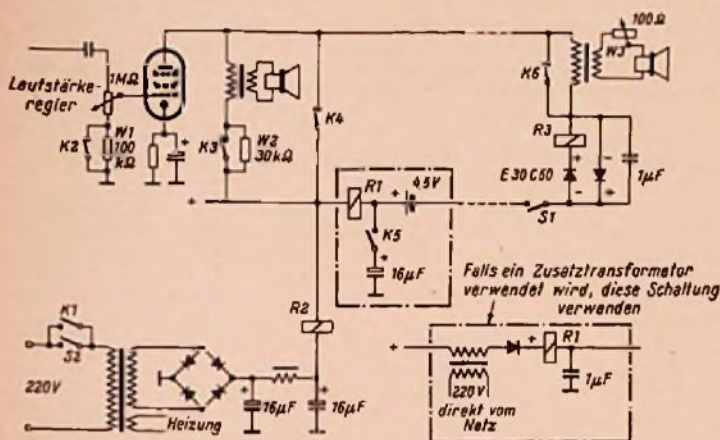 100Ω
W3
1MΩ
Lautstärke-
regler
K6
K4
W1
100
kΩ
K2
K3
W2
30kΩ
R3
+
-
E30C50
-
+
1µF
+
R1
+
4,5V
S1
K5
+
16µF
Falls ein Zusatztransformator
verwendet wird, diese Schaltung
verwenden
R2
K1
S2
220V
Heizung
+
16µF
+
16µF
+
220V
direkt vom
Netz
+
R1
1µF